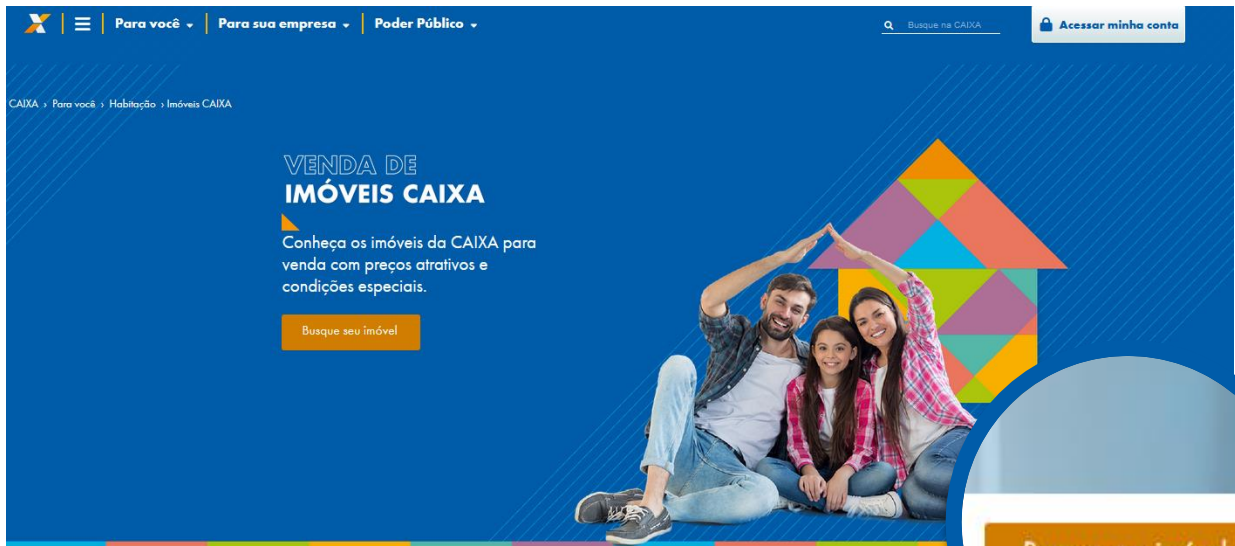 Para você
Para sua empresa
Poder Público
Busque na CAIXA
Acessar minha conta
CAIXA › Para você › Habitação › Imóveis CAIXA
VENDA DE
IMÓVEIS CAIXA
Conheça os imóveis da CAIXA para
venda com preços atrativos e
condições especiais.
Busque seu imóvel